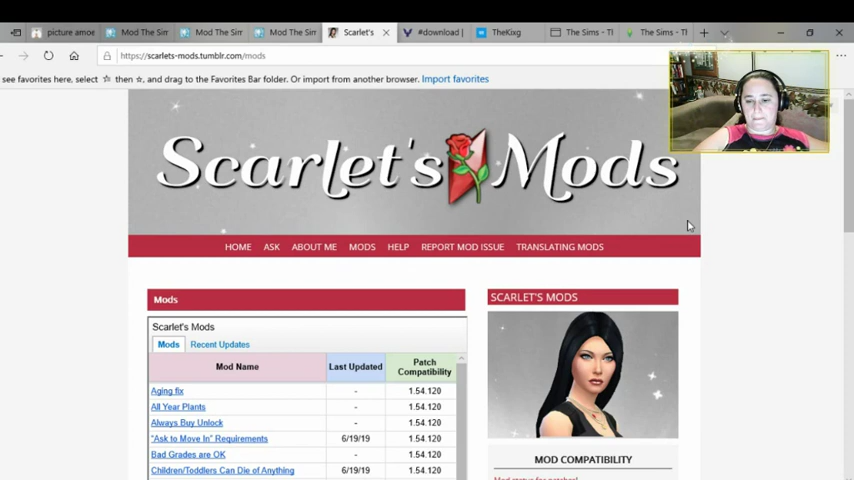 picture amoe
Mod The Sim
Mod The Sim
Mod The Sim
Scarlet's
#download |
TheKixg
The Sims - Tl
The Sims - Tl
https://scarlets-mods.tumblr.com/mods
see favorites here, select ☆ then ☆, and drag to the Favorites Bar folder. Or import from another browser. Import favorites
Scarlet's Mods
HOME ASK ABOUT ME MODS HELP REPORT MOD ISSUE TRANSLATING MODS
Mods
Scarlet's Mods
Mods Recent Updates
Mod Name Last Updated Patch Compatibility
Aging fix - 1.54.120
All Year Plants - 1.54.120
Always Buy Unlock - 1.54.120
"Ask to Move In" Requirements 6/19/19 1.54.120
Bad Grades are OK - 1.54.120
Children/Toddlers Can Die of Anything 6/19/19 1.54.120
SCARLET'S MODS
MOD COMPATIBILITY